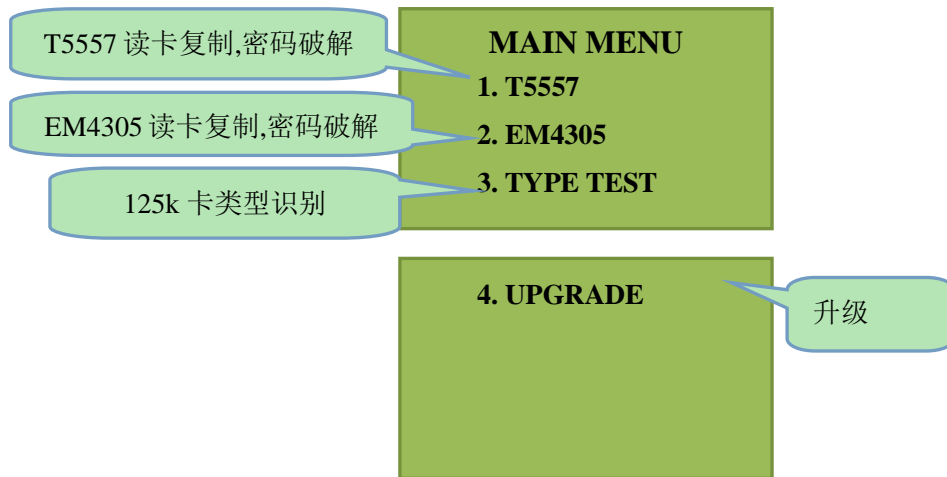 T5557 读卡复制,密码破解
MAIN MENU
1. T5557
EM4305 读卡复制,密码破解
2. EM4305
125k 卡类型识别
3. TYPE TEST
4. UPGRADE
升级